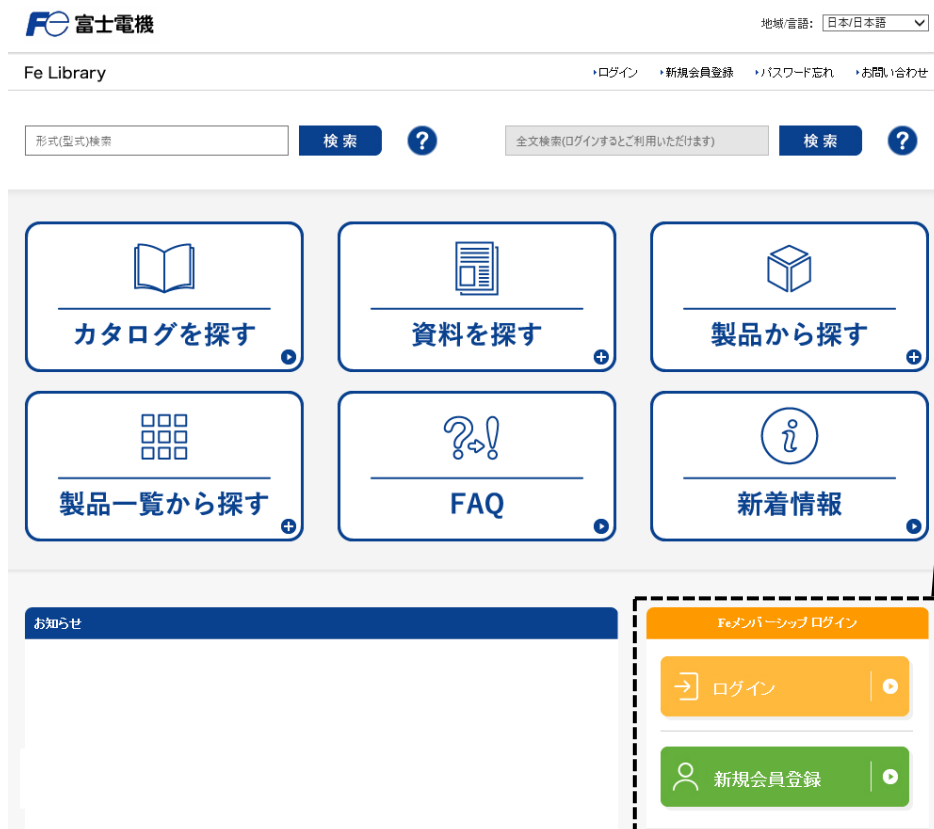 Fe 富士電機
地域/言語: 日本/日本語
Fe Library
ログイン 新規会員登録 パスワード忘れ お問い合わせ
形式(型式)検索 検索 ? 全文検索(ログインするとご利用いただけます) 検索 ?
カタログを探す 資料を探す 製品から探す
製品一覧から探す FAQ 新着情報
お知らせ
Feメンバーシップ ログイン
ログイン
新規会員登録